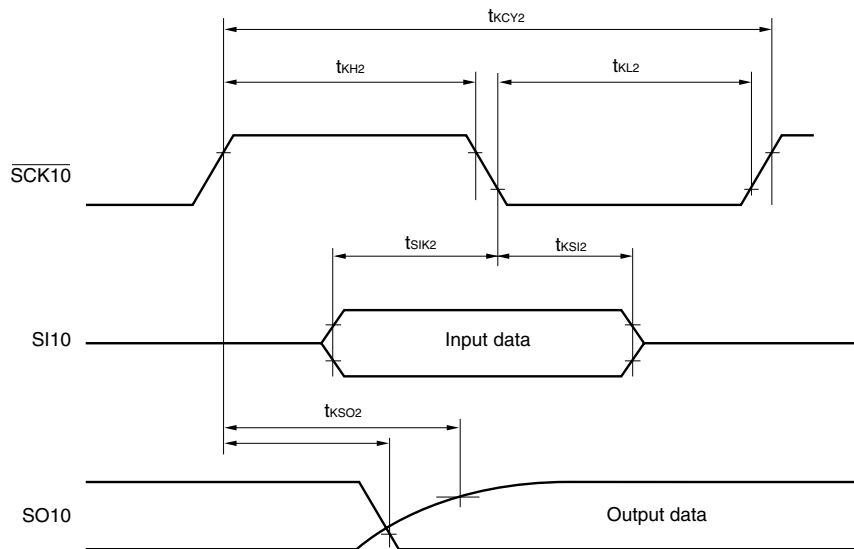 tKCY2
tKH2
tKL2
SCK10
tSIK2
tKSI2
SI10
Input data
tKSO2
SO10
Output data